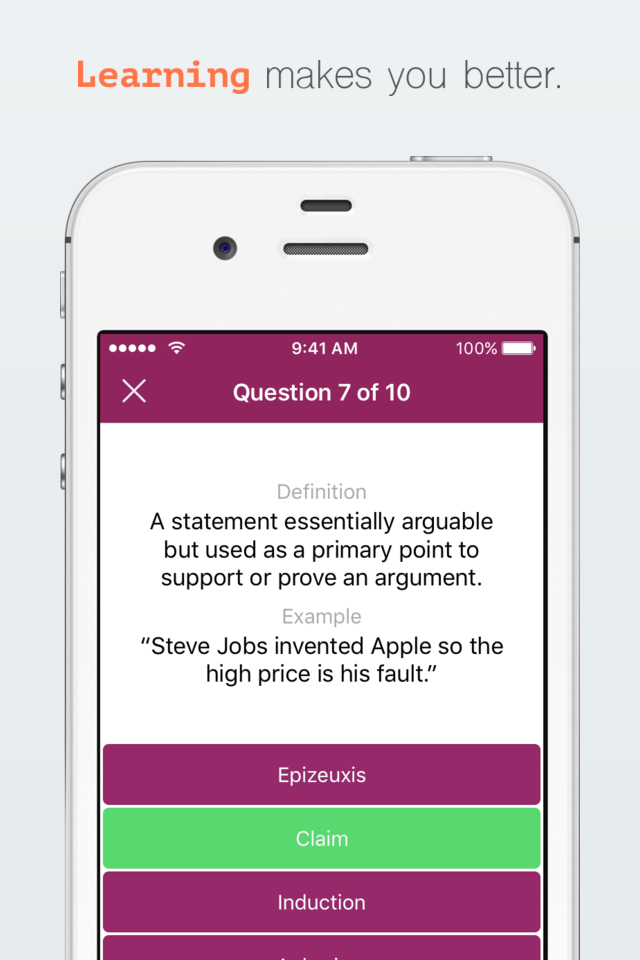 Learning makes you better.
9:41 AM 100%
Question 7 of 10
Definition
A statement essentially arguable
but used as a primary point to
support or prove an argument.
Example
“Steve Jobs invented Apple so the
high price is his fault.”
Epizeuxis
Claim
Induction